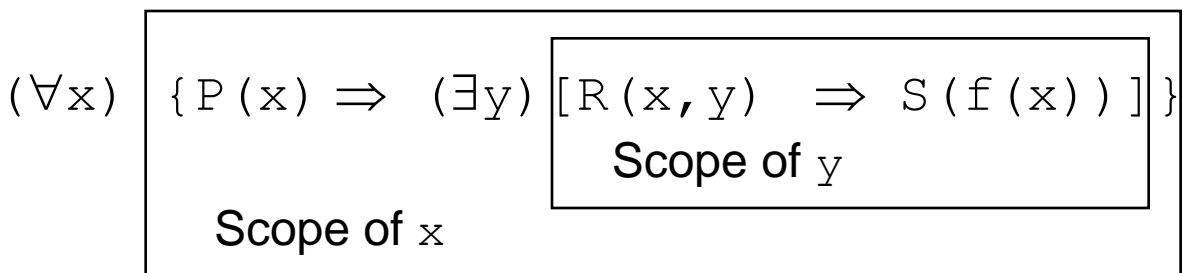 (∀x) {P(x) ⇒ (∃y)[R(x,y) ⇒ S(f(x))]}
Scope of y
Scope of x